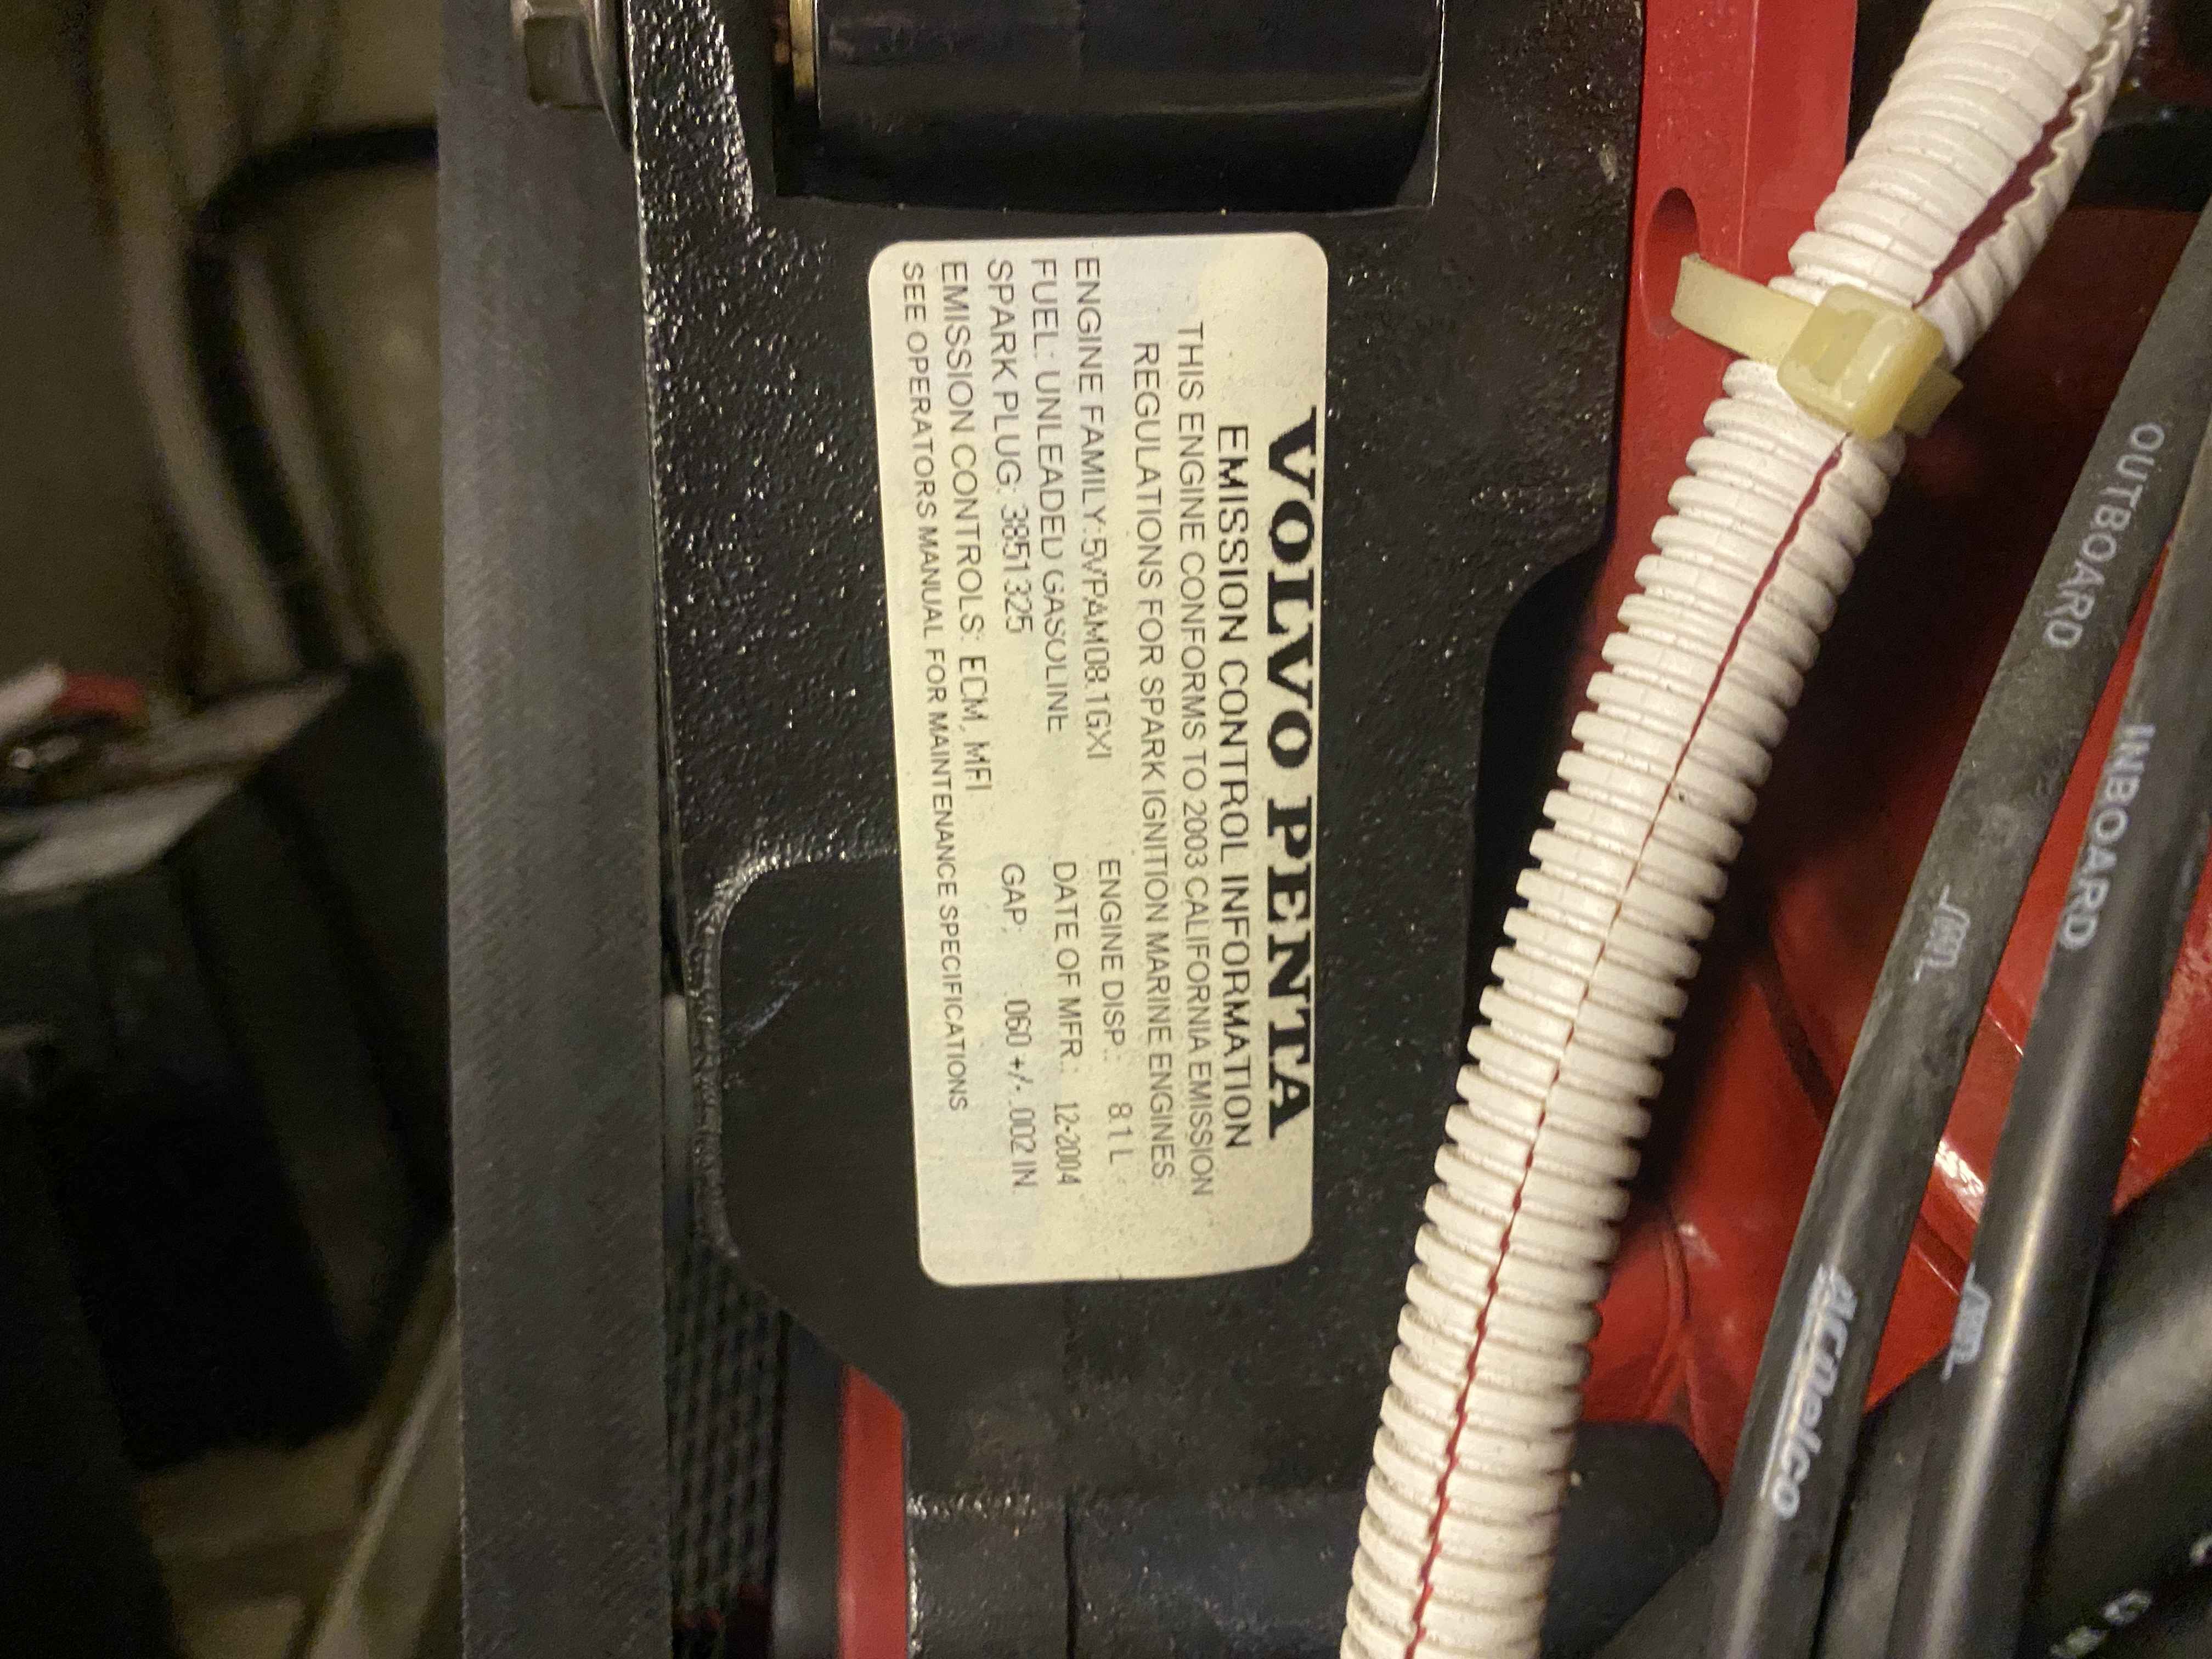 VOLVO PENTA
EMISSION CONTROL INFORMATION
THIS ENGINE CONFORMS TO 2003 CALIFORNIA EMISSION
REGULATIONS FOR SPARK IGNITION MARINE ENGINES.
ENGINE FAMILY: 5VPAM08.1GXI ENGINE DISP.: 8.1 L
FUEL: UNLEADED GASOLINE DATE OF MFR.: 12-2004
SPARK PLUG: 3851325 GAP: .060 +/- .002 IN.
EMISSION CONTROLS: ECM, MFI
SEE OPERATORS MANUAL FOR MAINTENANCE SPECIFICATIONS
OUTBOARD
INBOARD
ACDelco